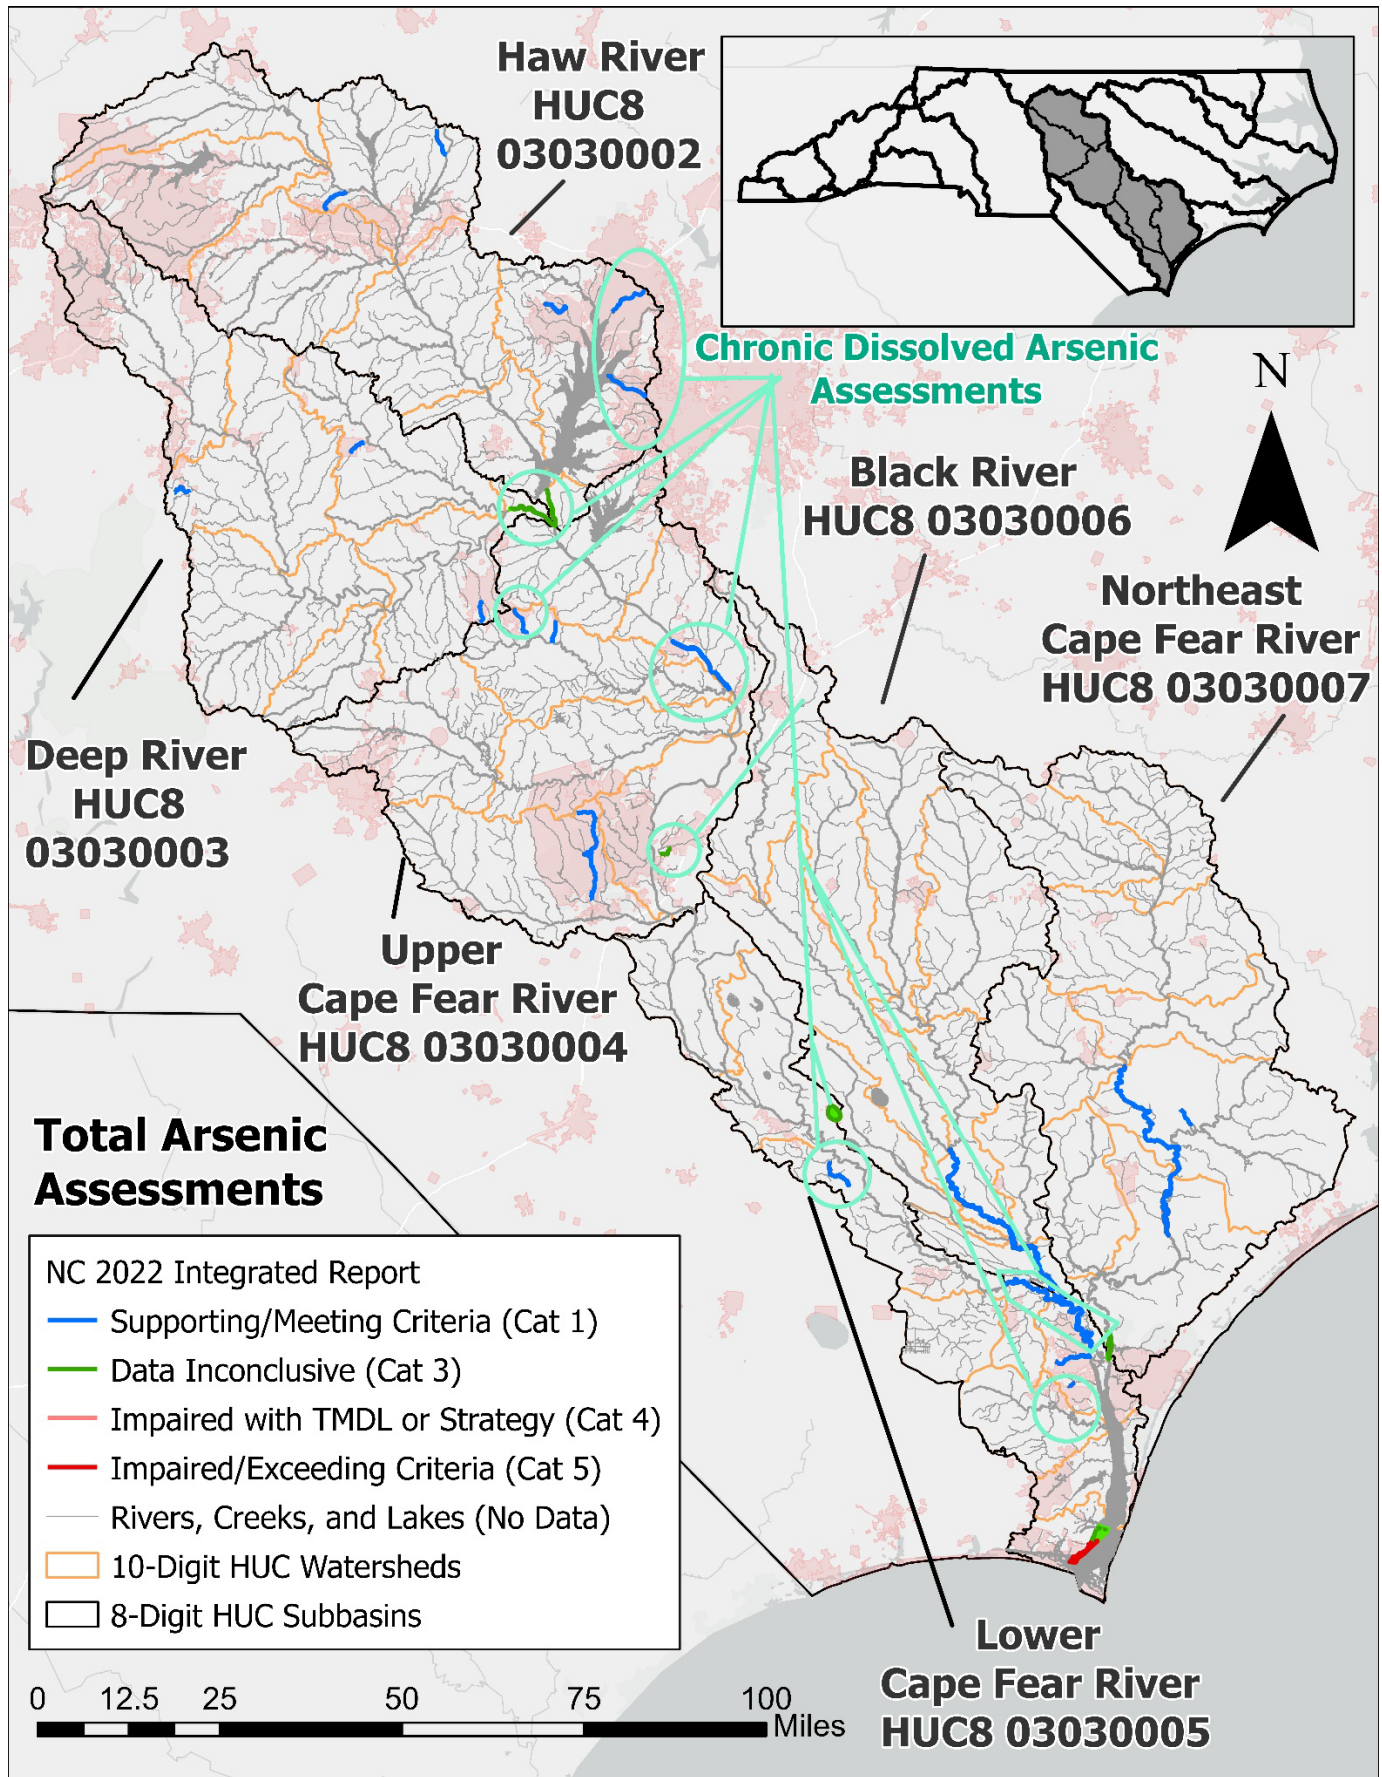 Haw River
HUC8
03030002
Chronic Dissolved Arsenic
Assessments
N
Black River
HUC8 03030006
Northeast
Cape Fear River
HUC8 03030007
Deep River
HUC8
03030003
Upper
Cape Fear River
HUC8 03030004
Total Arsenic
Assessments
NC 2022 Integrated Report
Supporting/Meeting Criteria (Cat 1)
Data Inconclusive (Cat 3)
Impaired with TMDL or Strategy (Cat 4)
Impaired/Exceeding Criteria (Cat 5)
Rivers, Creeks, and Lakes (No Data)
10-Digit HUC Watersheds
8-Digit HUC Subbasins
Lower
Cape Fear River
HUC8 03030005
0 12.5 25 50 75 100
Miles